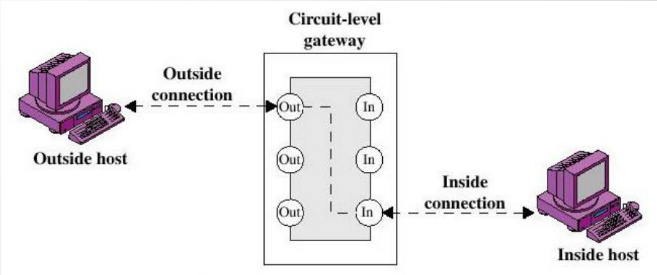 Circuit-level
gateway
Outside
connection
Out
In
Outside host
Out
In
Inside
connection
Out
In
Inside host